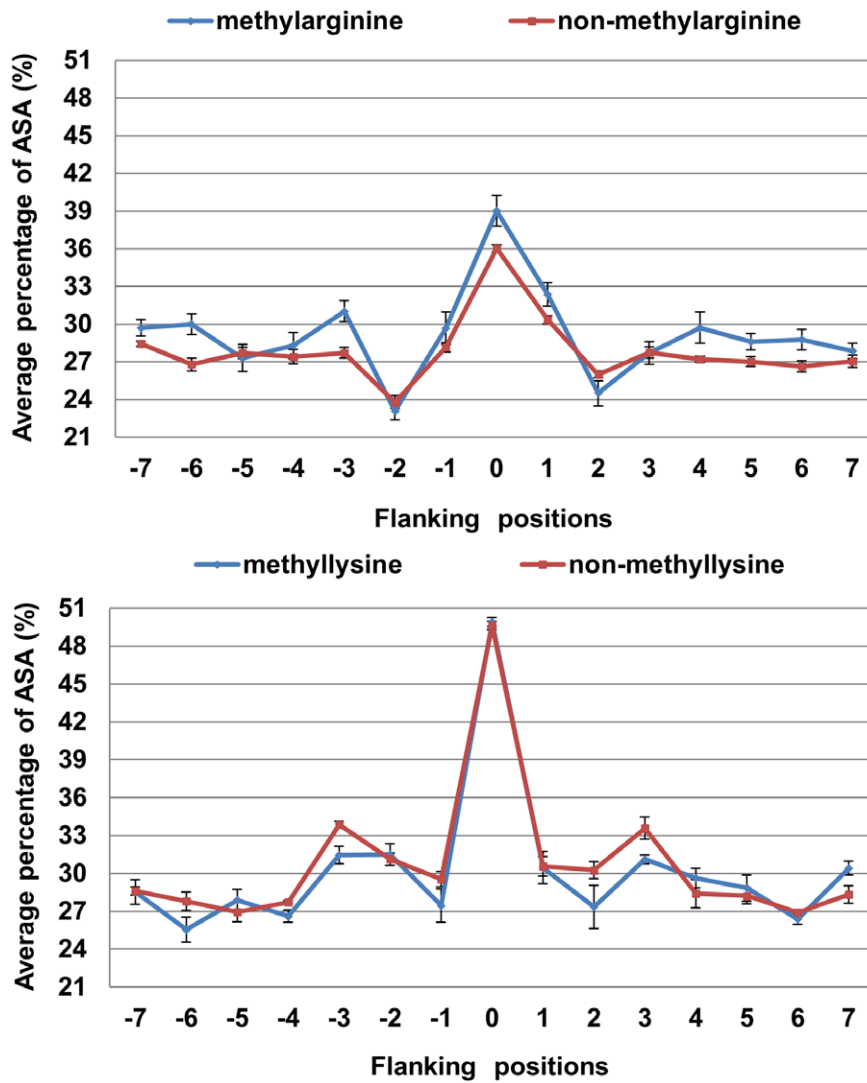 methylarginine non-methylarginine
Average percentage of ASA (%)
51
48
45
42
39
36
33
30
27
24
21
-7 -6 -5 -4 -3 -2 -1 0 1 2 3 4 5 6 7
Flanking positions
methyllysine non-methyllysine
Average percentage of ASA (%)
51
48
45
42
39
36
33
30
27
24
21
-7 -6 -5 -4 -3 -2 -1 0 1 2 3 4 5 6 7
Flanking positions